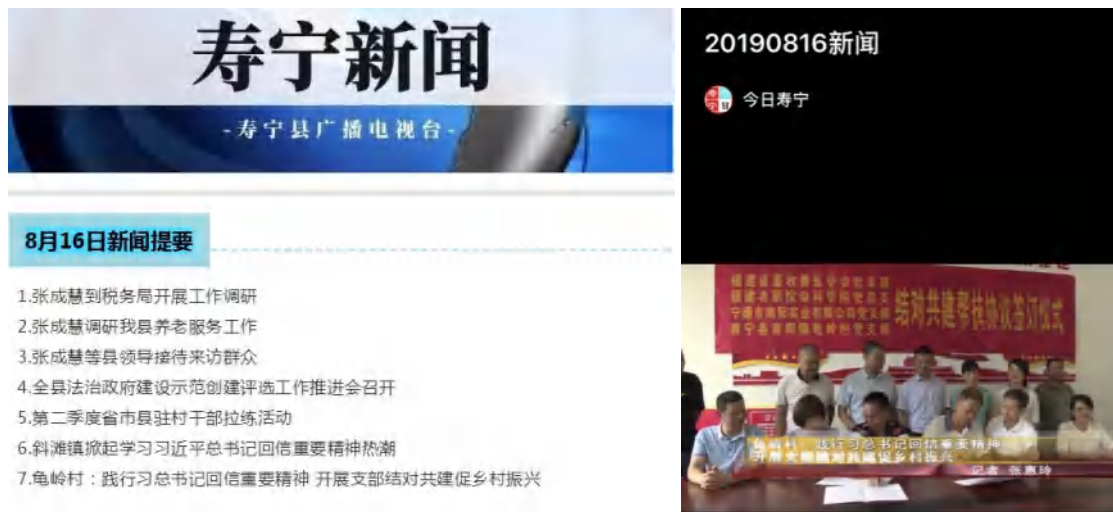 寿宁新闻
-寿宁县广播电视台-
8月16日新闻提要
1.张成慧到税务局开展工作调研
2.张成慧调研我县养老服务工作
3.张成慧等县领导接待来访群众
4.全县法治政府建设示范创建评选工作推进会召开
5.第二季度省市县驻村干部拉练活动
6.斜滩镇掀起学习习近平总书记回信重要精神热潮
7.龟岭村：践行习总书记回信重要精神 开展支部结对共建促乡村振兴
20190816新闻
今日寿宁
结对共建帮扶协议签订仪式
龟岭村：践行习总书记回信重要精神
开展支部结对共建促乡村振兴
记者 张惠玲